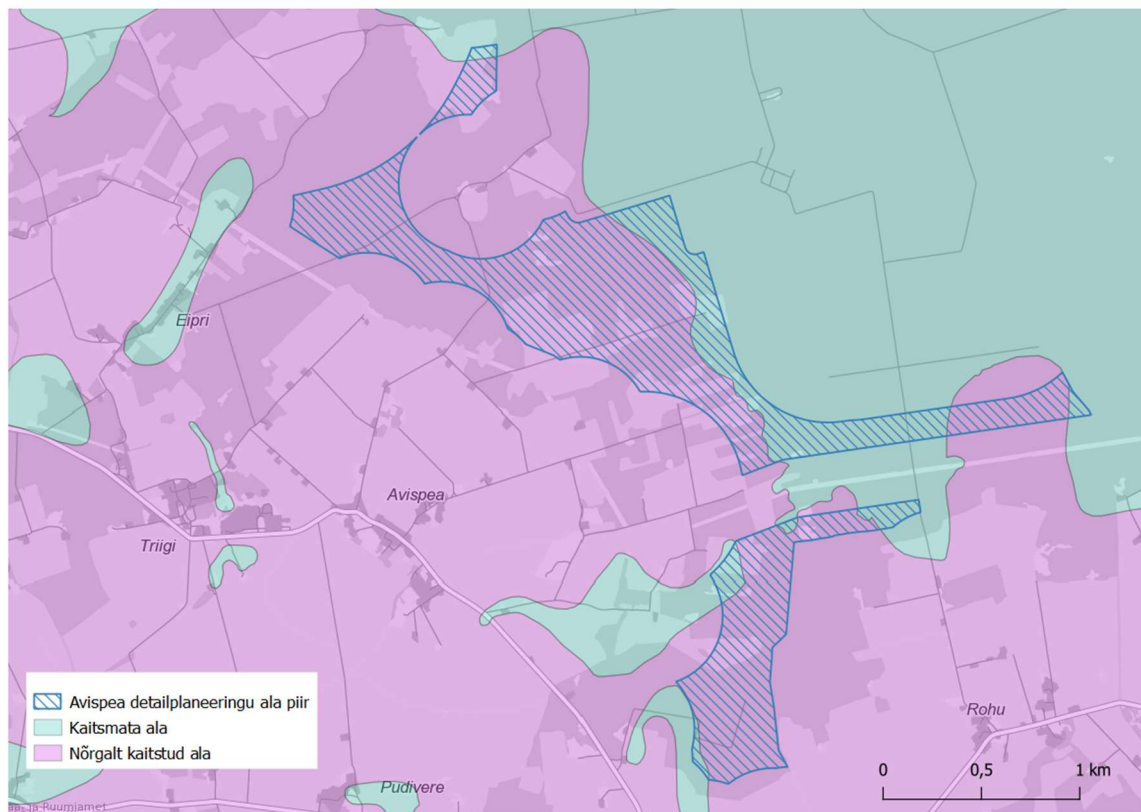 Eipri
Avispea
Triigi
Avispea detailplaneeringu ala piir
Kaitsmata ala
Nõrgalt kaitstud ala
Rohu
0 0,5 1 km
Pudivere